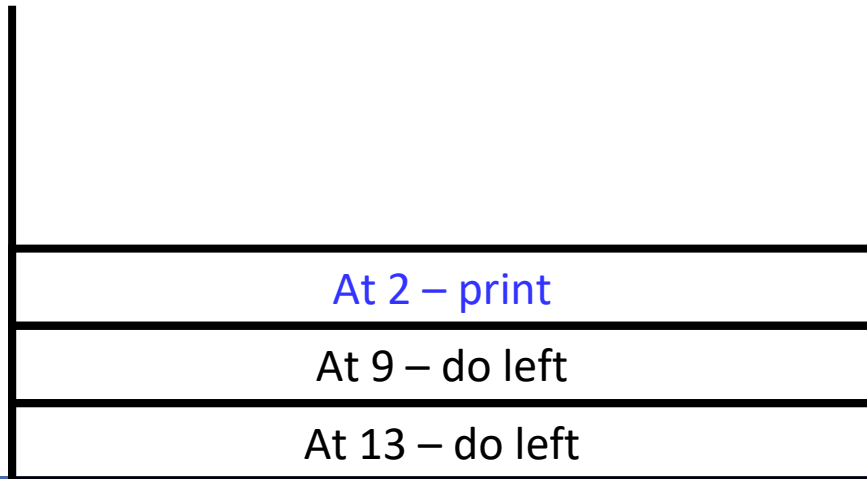 At 2 – print
At 9 – do left
At 13 – do left